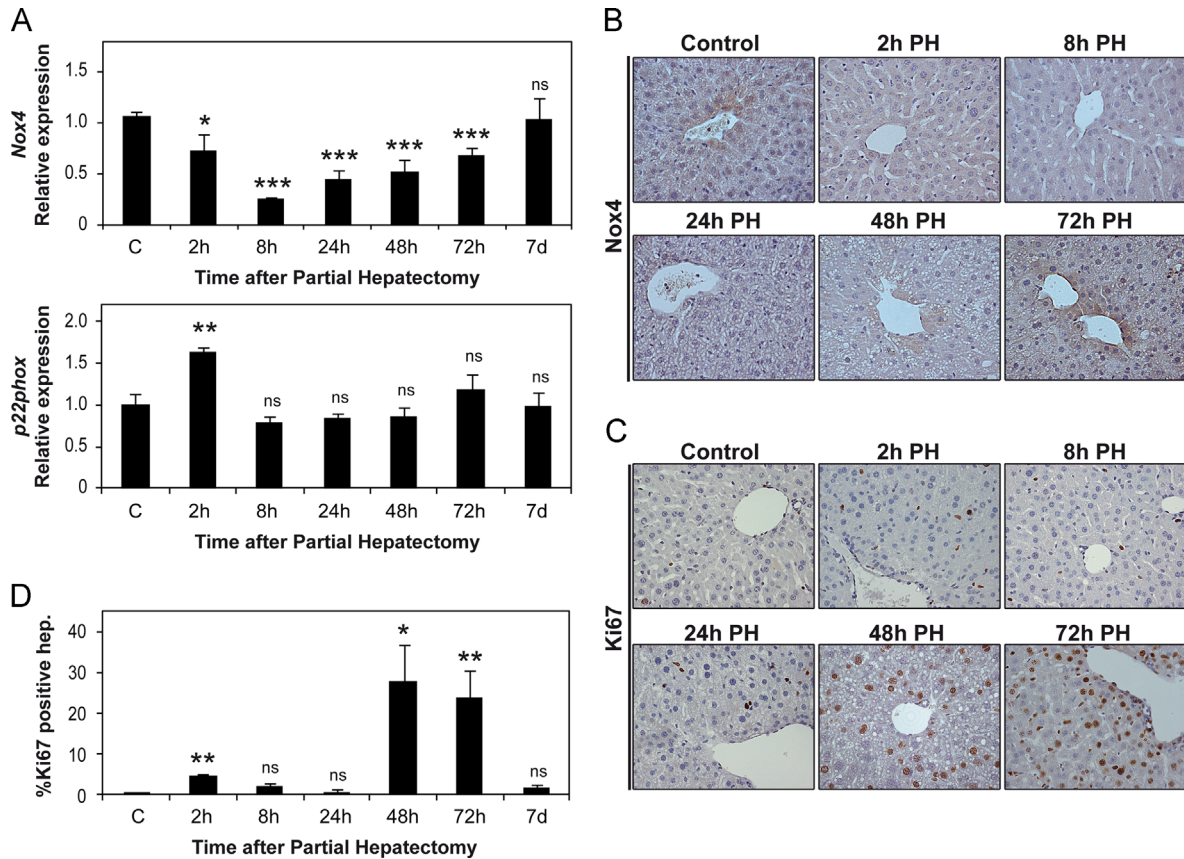 A
Nox4
Relative expression
1.5
1.0
0.5
0
*
***
***
***
***
ns
C 2h 8h 24h 48h 72h 7d
Time after Partial Hepatectomy
p22phox
Relative expression
2.0
1.5
1.0
0.5
0
**
ns
ns
ns
ns
ns
C 2h 8h 24h 48h 72h 7d
Time after Partial Hepatectomy
B
Nox4
Control 2h PH 8h PH
24h PH 48h PH 72h PH
C
Ki67
Control 2h PH 8h PH
24h PH 48h PH 72h PH
D
%Ki67 positive hep.
40
30
20
10
0
**
ns
ns
*
**
ns
C 2h 8h 24h 48h 72h 7d
Time after Partial Hepatectomy